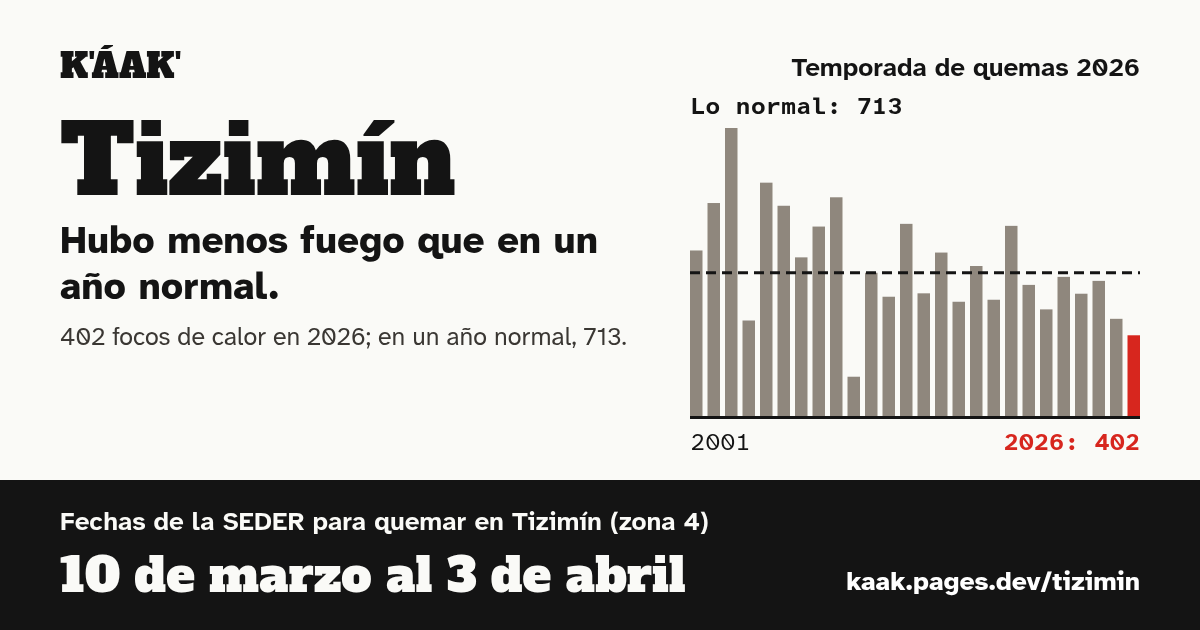 K'ÁAK'
Tizimín
Hubo menos fuego que en un
año normal.
402 focos de calor en 2026; en un año normal, 713.
Temporada de quemas 2026
Lo normal: 713
2001
2026: 402
Fechas de la SEDER para quemar en Tizimín (zona 4)
10 de marzo al 3 de abril
kaak.pages.dev/tizimin